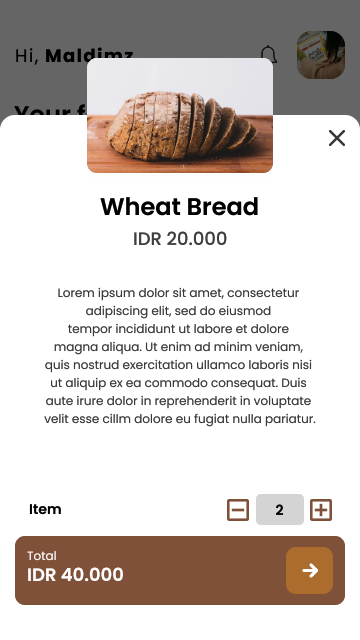 Hi, Maldimz
Your f
Wheat Bread
IDR 20.000
Lorem ipsum dolor sit amet, consectetur
adipiscing elit, sed do eiusmod
tempor incididunt ut labore et dolore
magna aliqua. Ut enim ad minim veniam,
quis nostrud exercitation ullamco laboris nisi
ut aliquip ex ea commodo consequat. Duis
aute irure dolor in reprehenderit in voluptate
velit esse cillm dolore eu fugiat nulla pariatur.
Item
2
Total
IDR 40.000